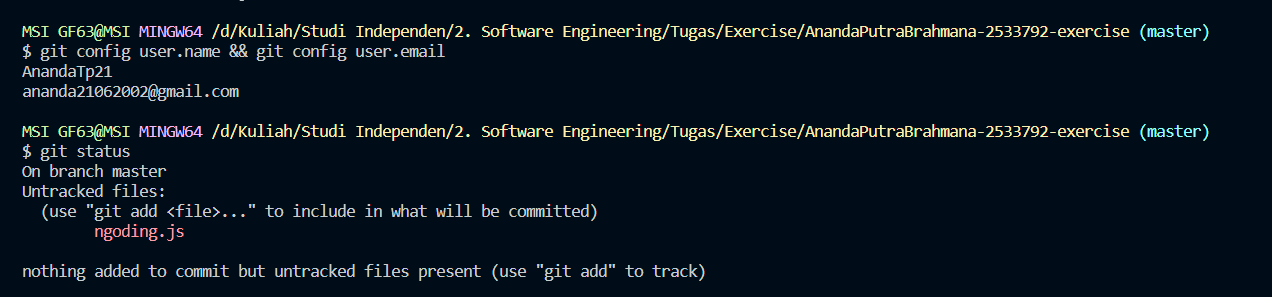 MSI GF63@MSI MINGW64 /d/Kuliah/Studi Independen/2. Software Engineering/Tugas/Exercise/AnandaPutraBrahmana-2533792-exercise (master)
$ git config user.name && git config user.email
AnandaTp21
ananda21062002@gmail.com
MSI GF63@MSI MINGW64 /d/Kuliah/Studi Independen/2. Software Engineering/Tugas/Exercise/AnandaPutraBrahmana-2533792-exercise (master)
$ git status
On branch master
Untracked files:
  (use "git add <file>..." to include in what will be committed)
        ngoding.js
nothing added to commit but untracked files present (use "git add" to track)